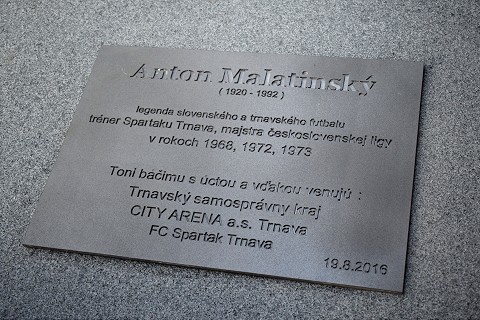 Anton Malatinský
( 1920 - 1992 )
legenda slovenského a trnavského futbalu
tréner Spartaku Trnava, majstra československej ligy
v rokoch 1968, 1972, 1973
Toni báčimu s úctou a vďakou venujú :
Trnavský samosprávny kraj
CITY ARENA a.s. Trnava
FC Spartak Trnava
19.8.2016